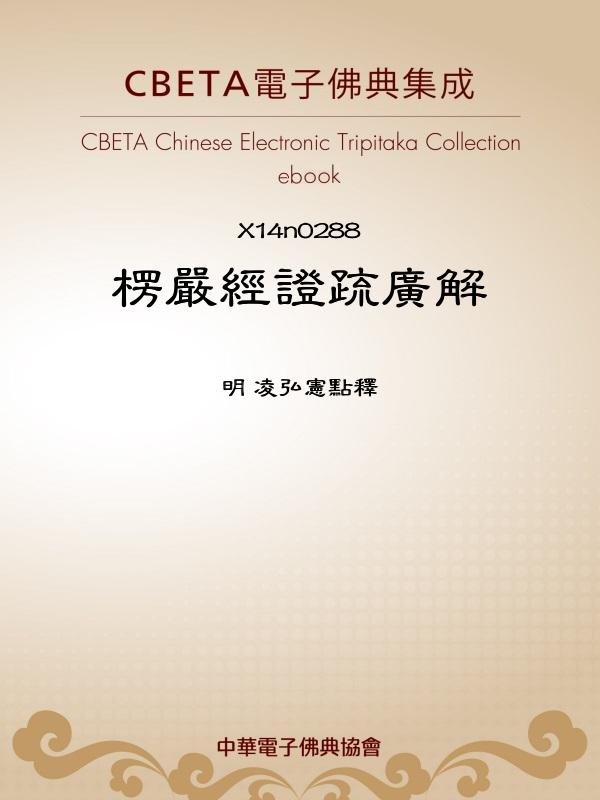 CBETA電子佛典集成
CBETA Chinese Electronic Tripitaka Collection
ebook
X14n0288
楞嚴經證疏廣解
明 凌弘憲點釋
中華電子佛典協會